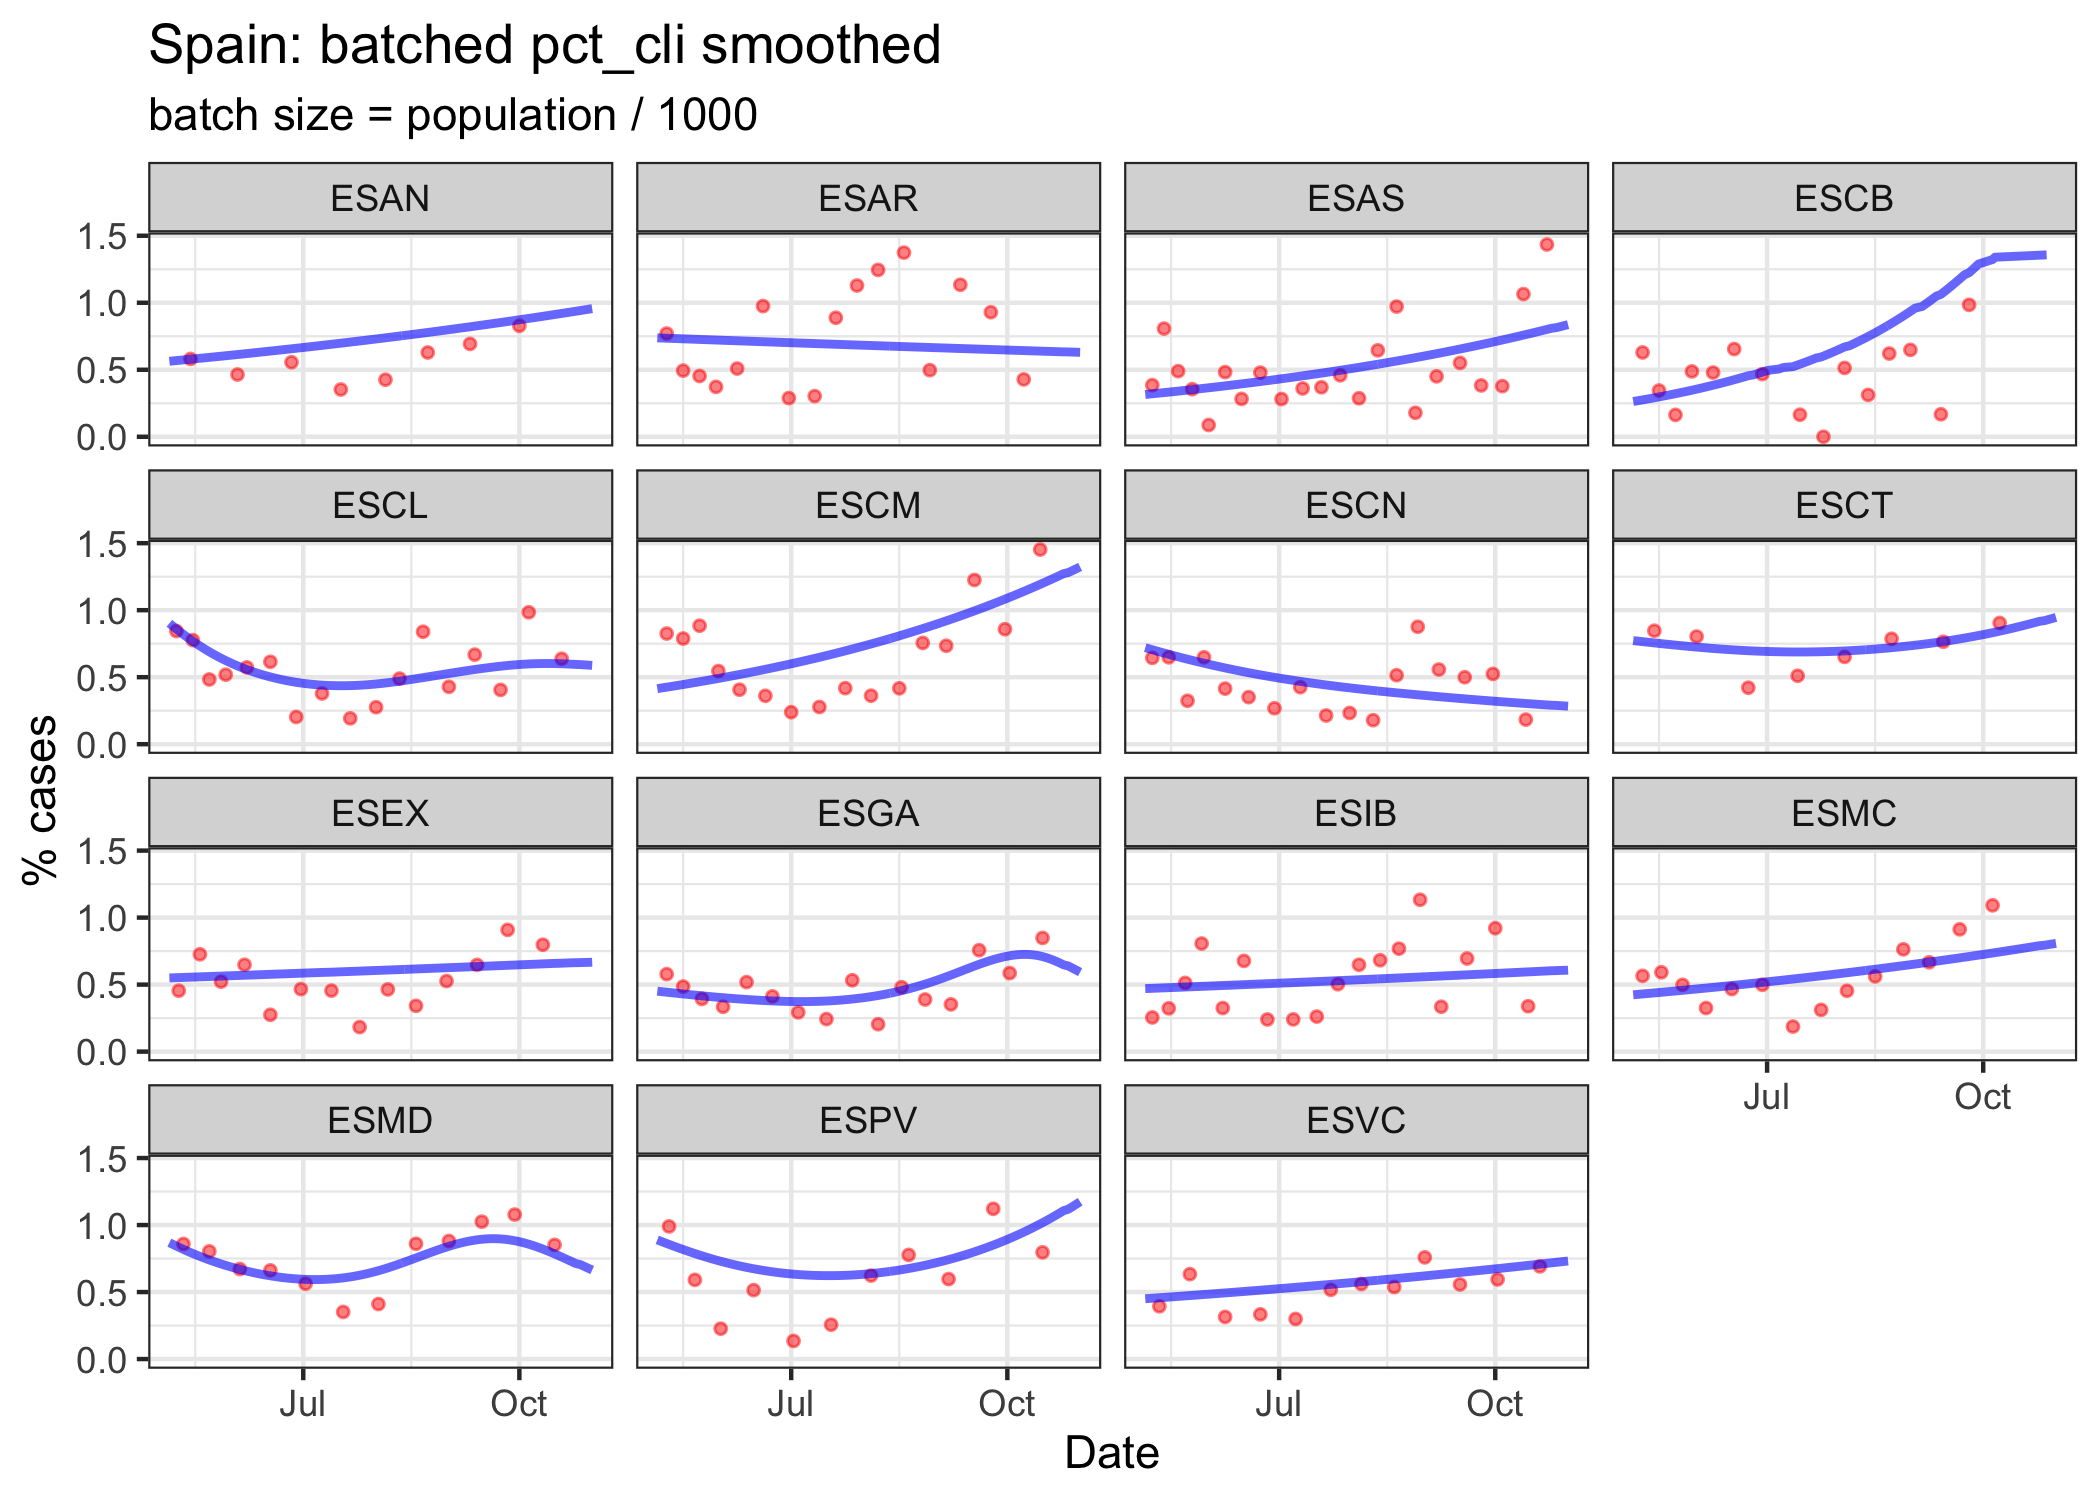 Spain: batched pct_cli smoothed
batch size = population / 1000
ESAN ESAR ESAS ESCB
1.5
1.0
0.5
0.0
ESCL ESCM ESCN ESCT
1.5
1.0
0.5
0.0
ESEX ESGA ESIB ESMC
1.5
1.0
0.5
0.0
Jul Oct
ESMD ESPV ESVC
1.5
1.0
0.5
0.0
Jul Oct Jul Oct Jul Oct
% cases
Date